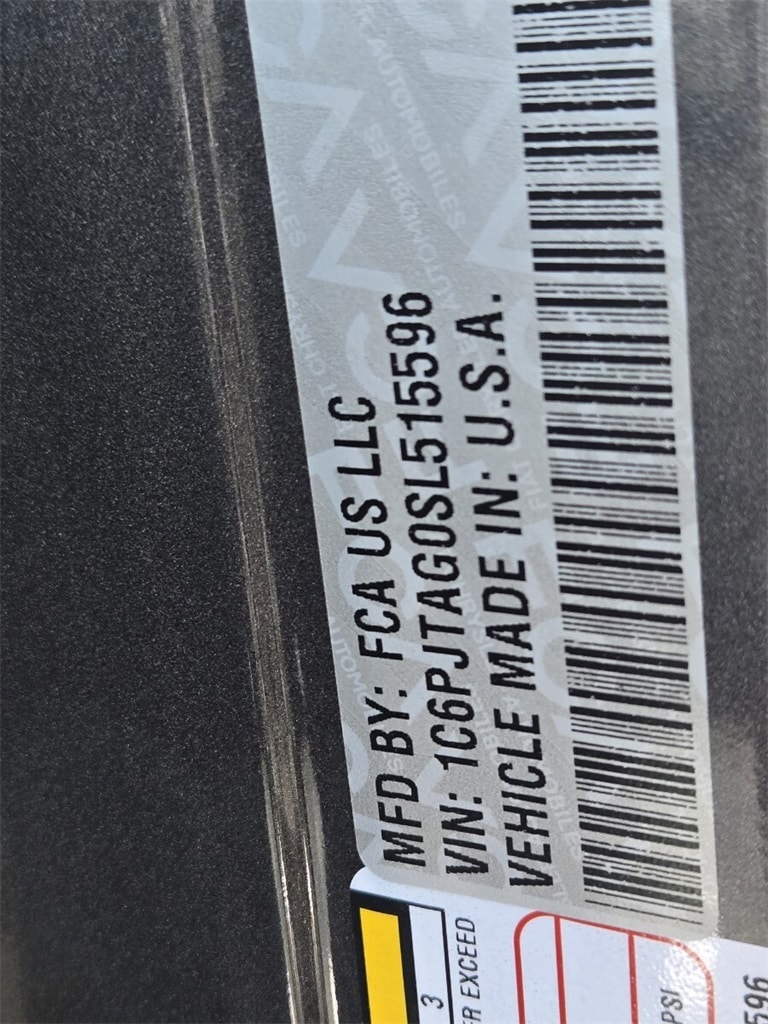 MFD BY: FCA US LLC
VIN: 1C6PJTAG0SL515596
VEHICLE MADE IN: U.S.A.
3
ER EXCEED
PSI
596